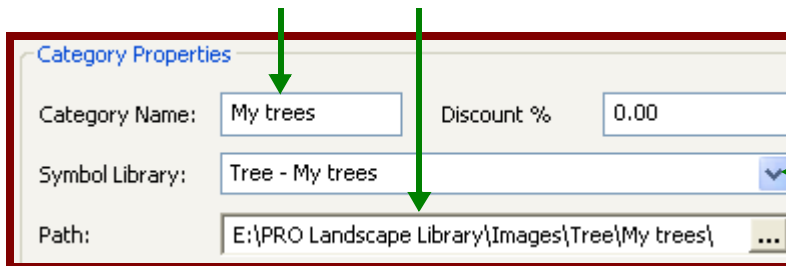 Category Properties
Category Name: My trees Discount % 0.00
Symbol Library: Tree - My trees
Path: E:\PRO Landscape Library\Images\Tree\My trees\ ...